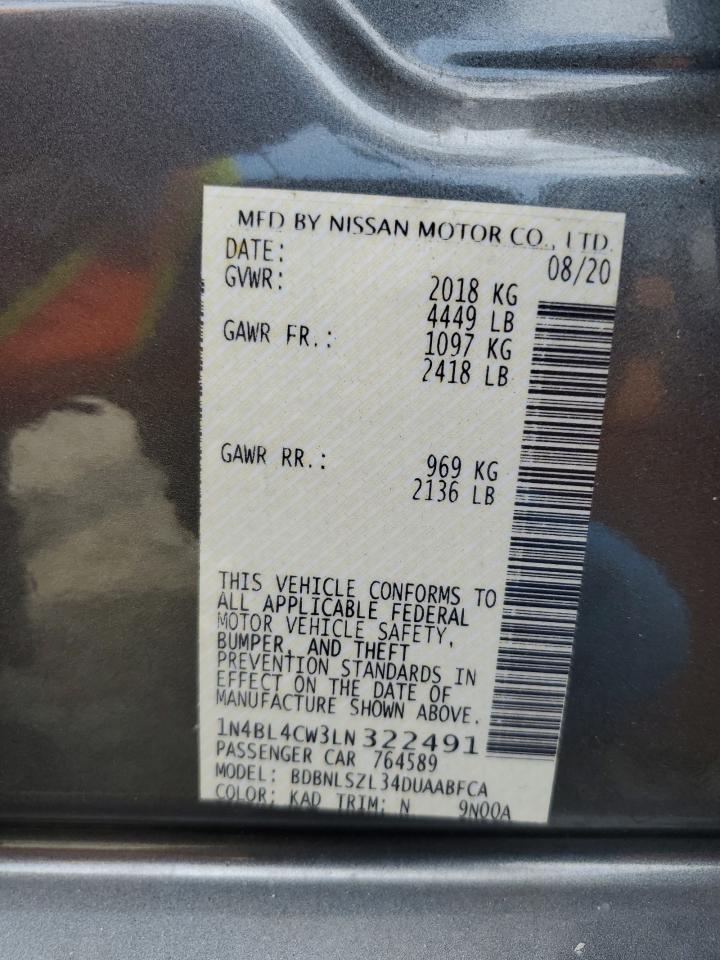 MFD BY NISSAN MOTOR CO., LTD.
DATE: 08/20
GVWR: 2018 KG
4449 LB
GAWR FR.: 1097 KG
2418 LB
GAWR RR.: 969 KG
2136 LB
THIS VEHICLE CONFORMS TO
ALL APPLICABLE FEDERAL
MOTOR VEHICLE SAFETY,
BUMPER, AND THEFT
PREVENTION STANDARDS IN
EFFECT ON THE DATE OF
MANUFACTURE SHOWN ABOVE.
1N4BL4CW3LN322491
PASSENGER CAR 764589
MODEL: BDBNLSZL34DUAABFCA
COLOR: KAD TRIM: N 9N00A